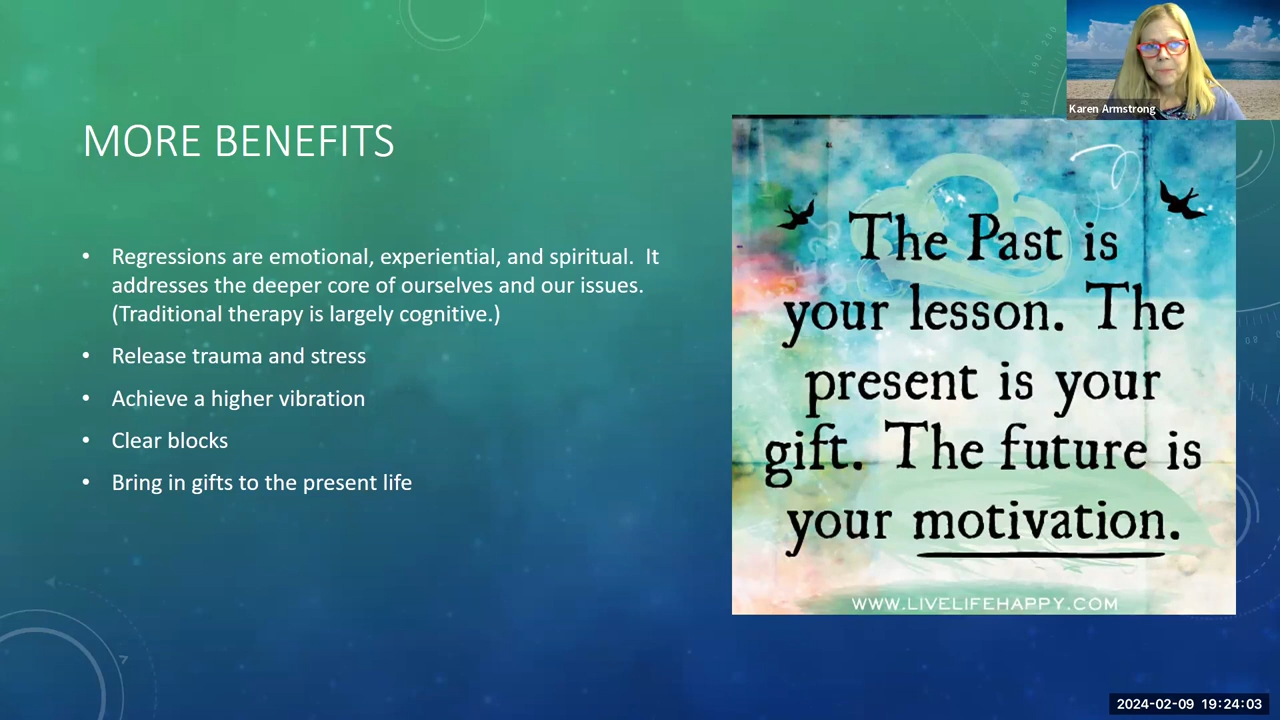 MORE BENEFITS
• Regressions are emotional, experiential, and spiritual.  It
addresses the deeper core of ourselves and our issues.
(Traditional therapy is largely cognitive.)
• Release trauma and stress
• Achieve a higher vibration
• Clear blocks
• Bring in gifts to the present life
Karen Armstrong
The Past is
your lesson. The
present is your
gift. The future is
your motivation.
WWW.LIVELIFEHAPPY.COM
2024-02-09 19:24:03